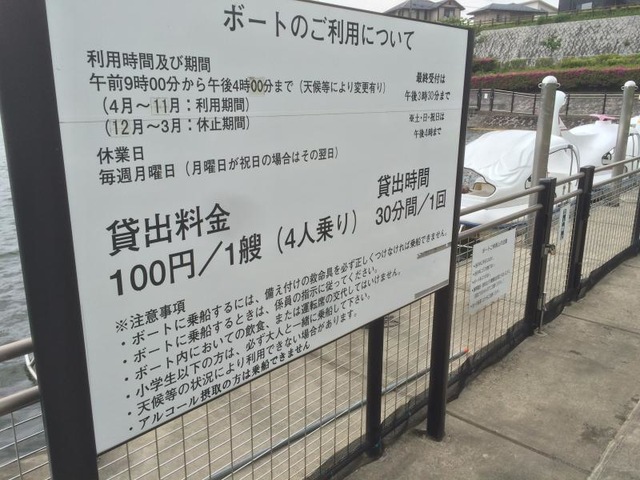 ボートのご利用について
利用時間及び期間
午前9時00分から午後4時00分まで（天候等により変更有り）
（4月～11月：利用期間）
（12月～3月：休止期間）
最終受付は
午後3時30分まで
※土・日・祝日は
午後4時まで
休業日
毎週月曜日（月曜日が祝日の場合はその翌日）
貸出料金
100円／1艘（4人乗り）
貸出時間
30分間／1回
※注意事項
・ボートに乗船するには、備え付けの救命具を必ず正しくつけなければ乗船できません。
・ボートに乗船するときは、係員の指示に従ってください。
・ボート内においての飲食、または運転席の交代してはいけません。
・小学生以下の方は、必ず大人と一緒に乗船して下さい。
・天候等の状況により利用できない場合があります。
・アルコール摂取の方は乗船できません